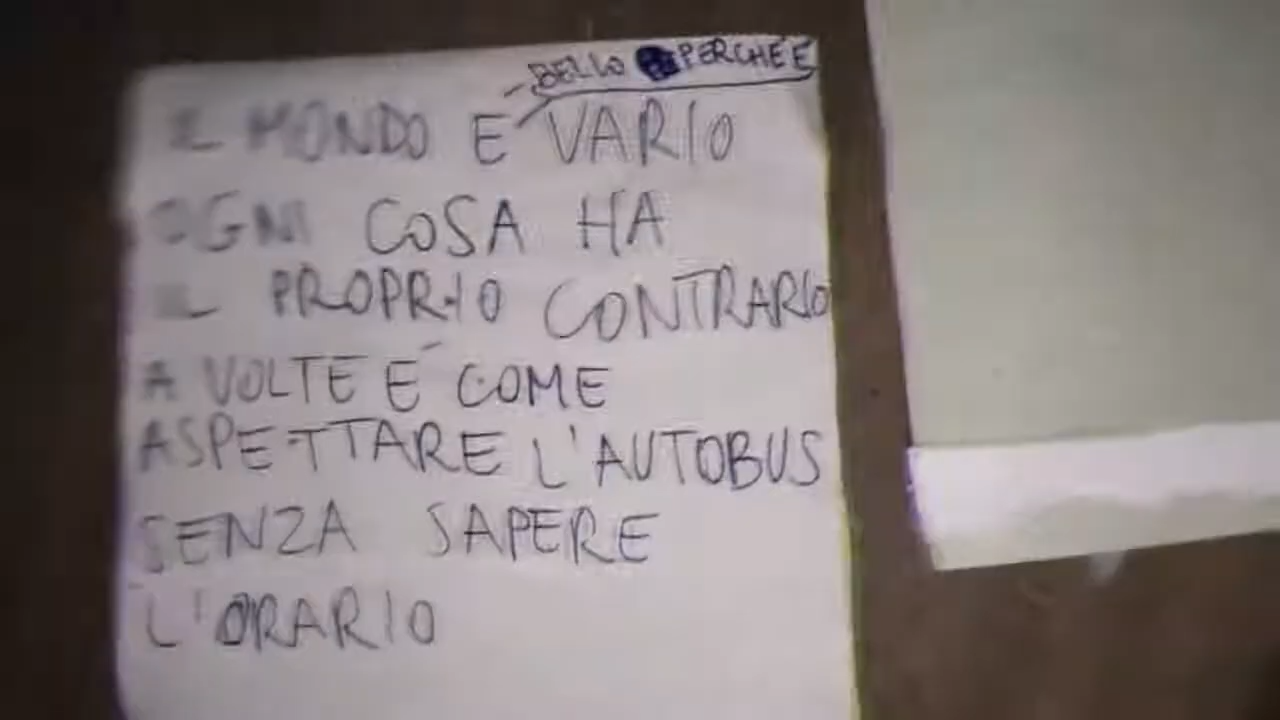 BELLO PERCHÉ È
IL MONDO È VARIO
OGNI COSA HA
IL PROPRIO CONTRARIO
A VOLTE É COME
ASPETTARE L'AUTOBUS
SENZA SAPERE
L'ORARIO